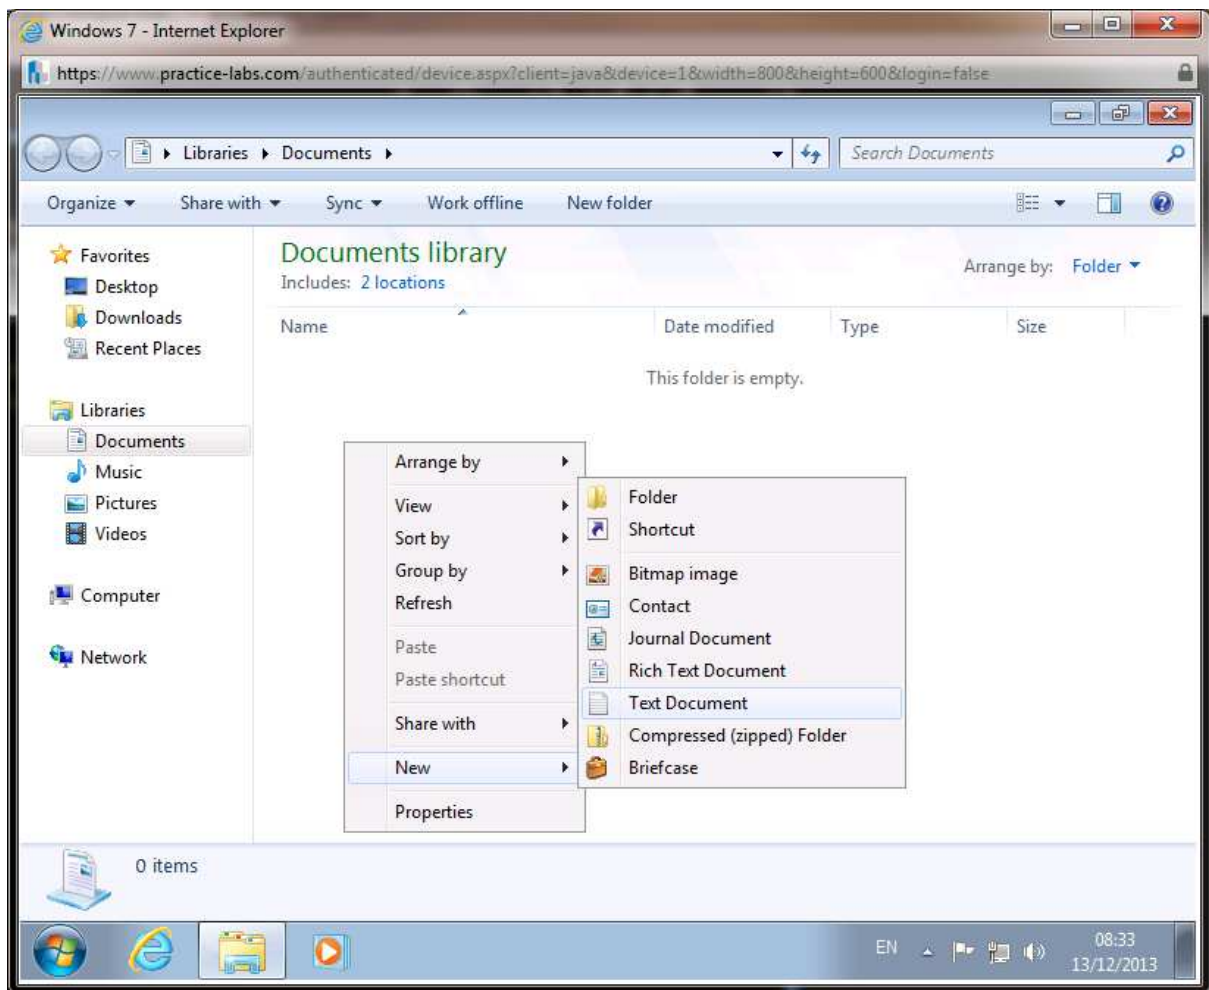 Windows 7 - Internet Explorer
https://www.practice-labs.com/authenticated/device.aspx?client=java&device=1&width=800&height=600&login=false
Libraries Documents
Search Documents
Organize Share with Sync Work offline New folder
Favorites
Desktop
Downloads
Recent Places
Libraries
Documents
Music
Pictures
Videos
Computer
Network
Documents library
Includes: 2 locations
Arrange by: Folder
Name Date modified Type Size
This folder is empty.
Arrange by
View
Sort by
Group by
Refresh
Paste
Paste shortcut
Share with
New
Properties
Folder
Shortcut
Bitmap image
Contact
Journal Document
Rich Text Document
Text Document
Compressed (zipped) Folder
Briefcase
0 items
EN
08:33
13/12/2013